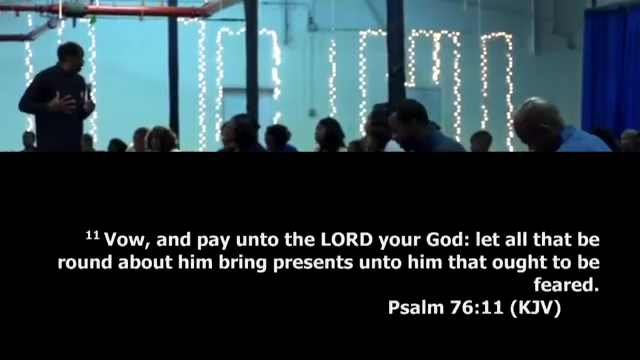 11 Vow, and pay unto the LORD your God: let all that be
round about him bring presents unto him that ought to be
feared.
Psalm 76:11 (KJV)